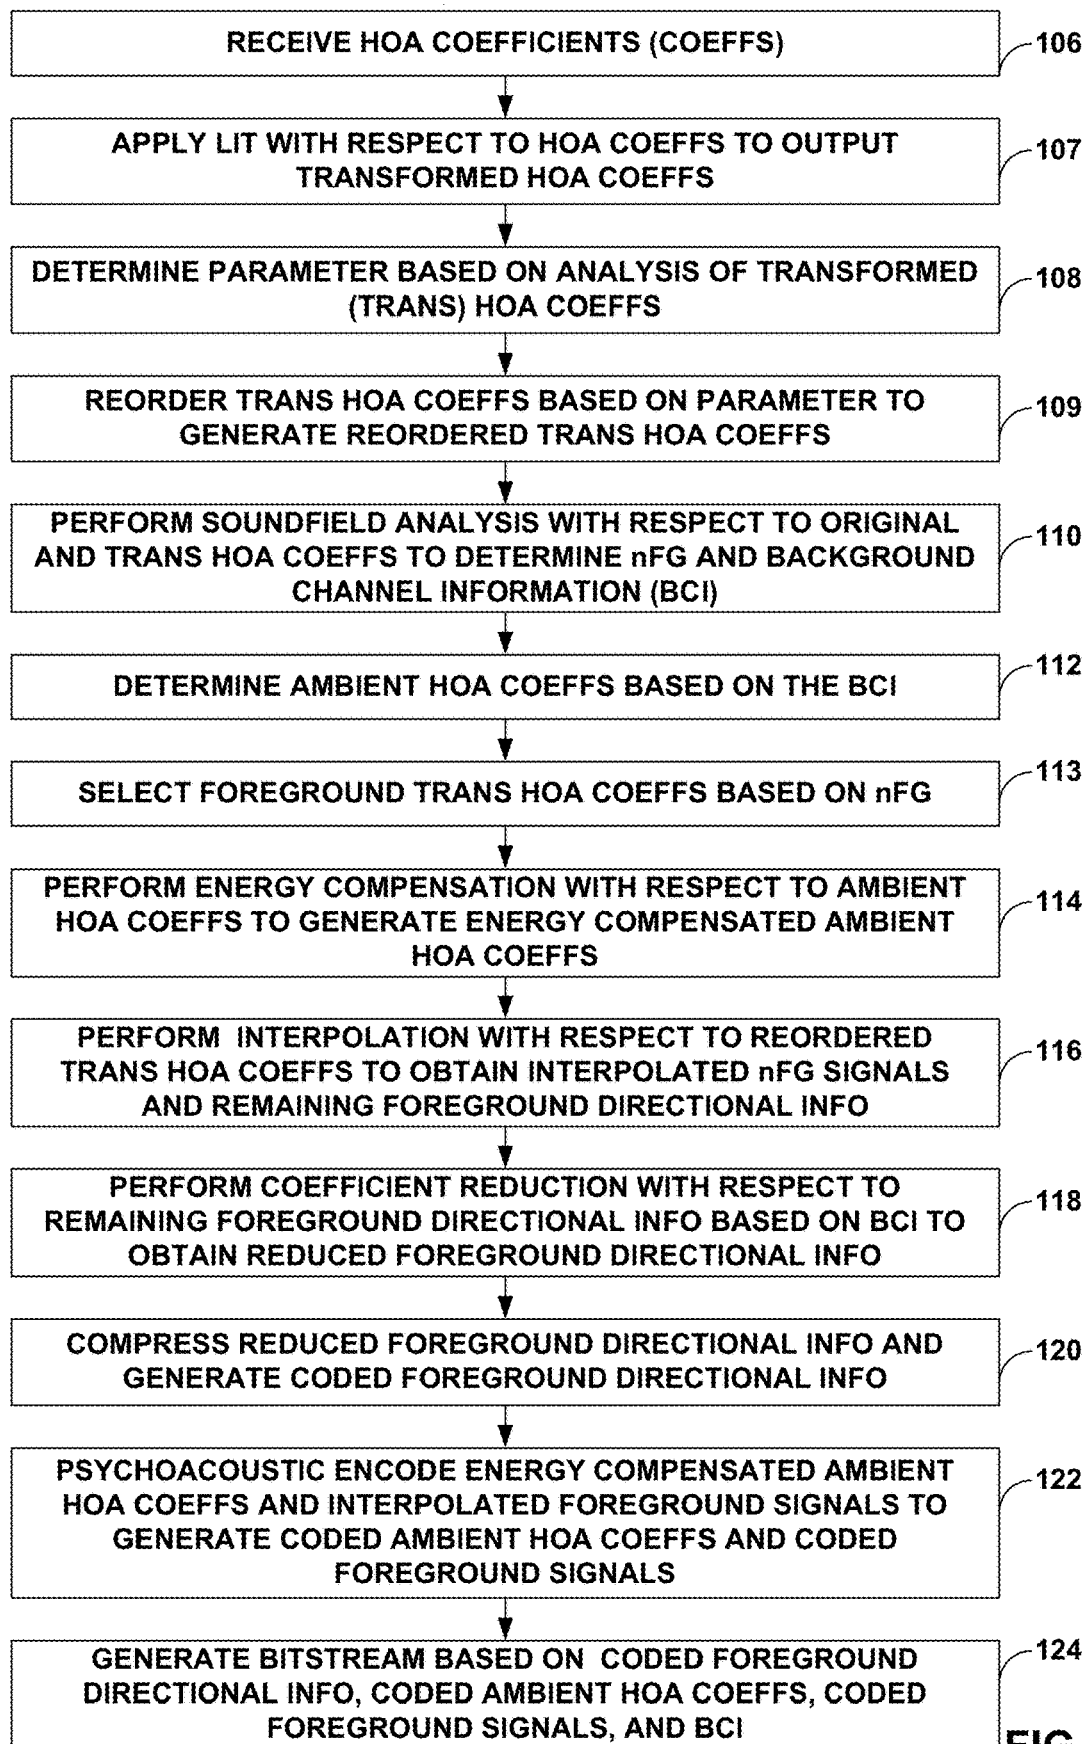 RECEIVE HOA COEFFICIENTS (COEFFS)
106
APPLY LIT WITH RESPECT TO HOA COEFFS TO OUTPUT
TRANSFORMED HOA COEFFS
107
DETERMINE PARAMETER BASED ON ANALYSIS OF TRANSFORMED
(TRANS) HOA COEFFS
108
REORDER TRANS HOA COEFFS BASED ON PARAMETER TO
GENERATE REORDERED TRANS HOA COEFFS
109
PERFORM SOUNDFIELD ANALYSIS WITH RESPECT TO ORIGINAL
AND TRANS HOA COEFFS TO DETERMINE nFG AND BACKGROUND
CHANNEL INFORMATION (BCI)
110
DETERMINE AMBIENT HOA COEFFS BASED ON THE BCI
112
SELECT FOREGROUND TRANS HOA COEFFS BASED ON nFG
113
PERFORM ENERGY COMPENSATION WITH RESPECT TO AMBIENT
HOA COEFFS TO GENERATE ENERGY COMPENSATED AMBIENT
HOA COEFFS
114
PERFORM INTERPOLATION WITH RESPECT TO REORDERED
TRANS HOA COEFFS TO OBTAIN INTERPOLATED nFG SIGNALS
AND REMAINING FOREGROUND DIRECTIONAL INFO
116
PERFORM COEFFICIENT REDUCTION WITH RESPECT TO
REMAINING FOREGROUND DIRECTIONAL INFO BASED ON BCI TO
OBTAIN REDUCED FOREGROUND DIRECTIONAL INFO
118
COMPRESS REDUCED FOREGROUND DIRECTIONAL INFO AND
GENERATE CODED FOREGROUND DIRECTIONAL INFO
120
PSYCHOACOUSTIC ENCODE ENERGY COMPENSATED AMBIENT
HOA COEFFS AND INTERPOLATED FOREGROUND SIGNALS TO
GENERATE CODED AMBIENT HOA COEFFS AND CODED
FOREGROUND SIGNALS
122
GENERATE BITSTREAM BASED ON CODED FOREGROUND
DIRECTIONAL INFO, CODED AMBIENT HOA COEFFS, CODED
FOREGROUND SIGNALS, AND BCI
124
FIG